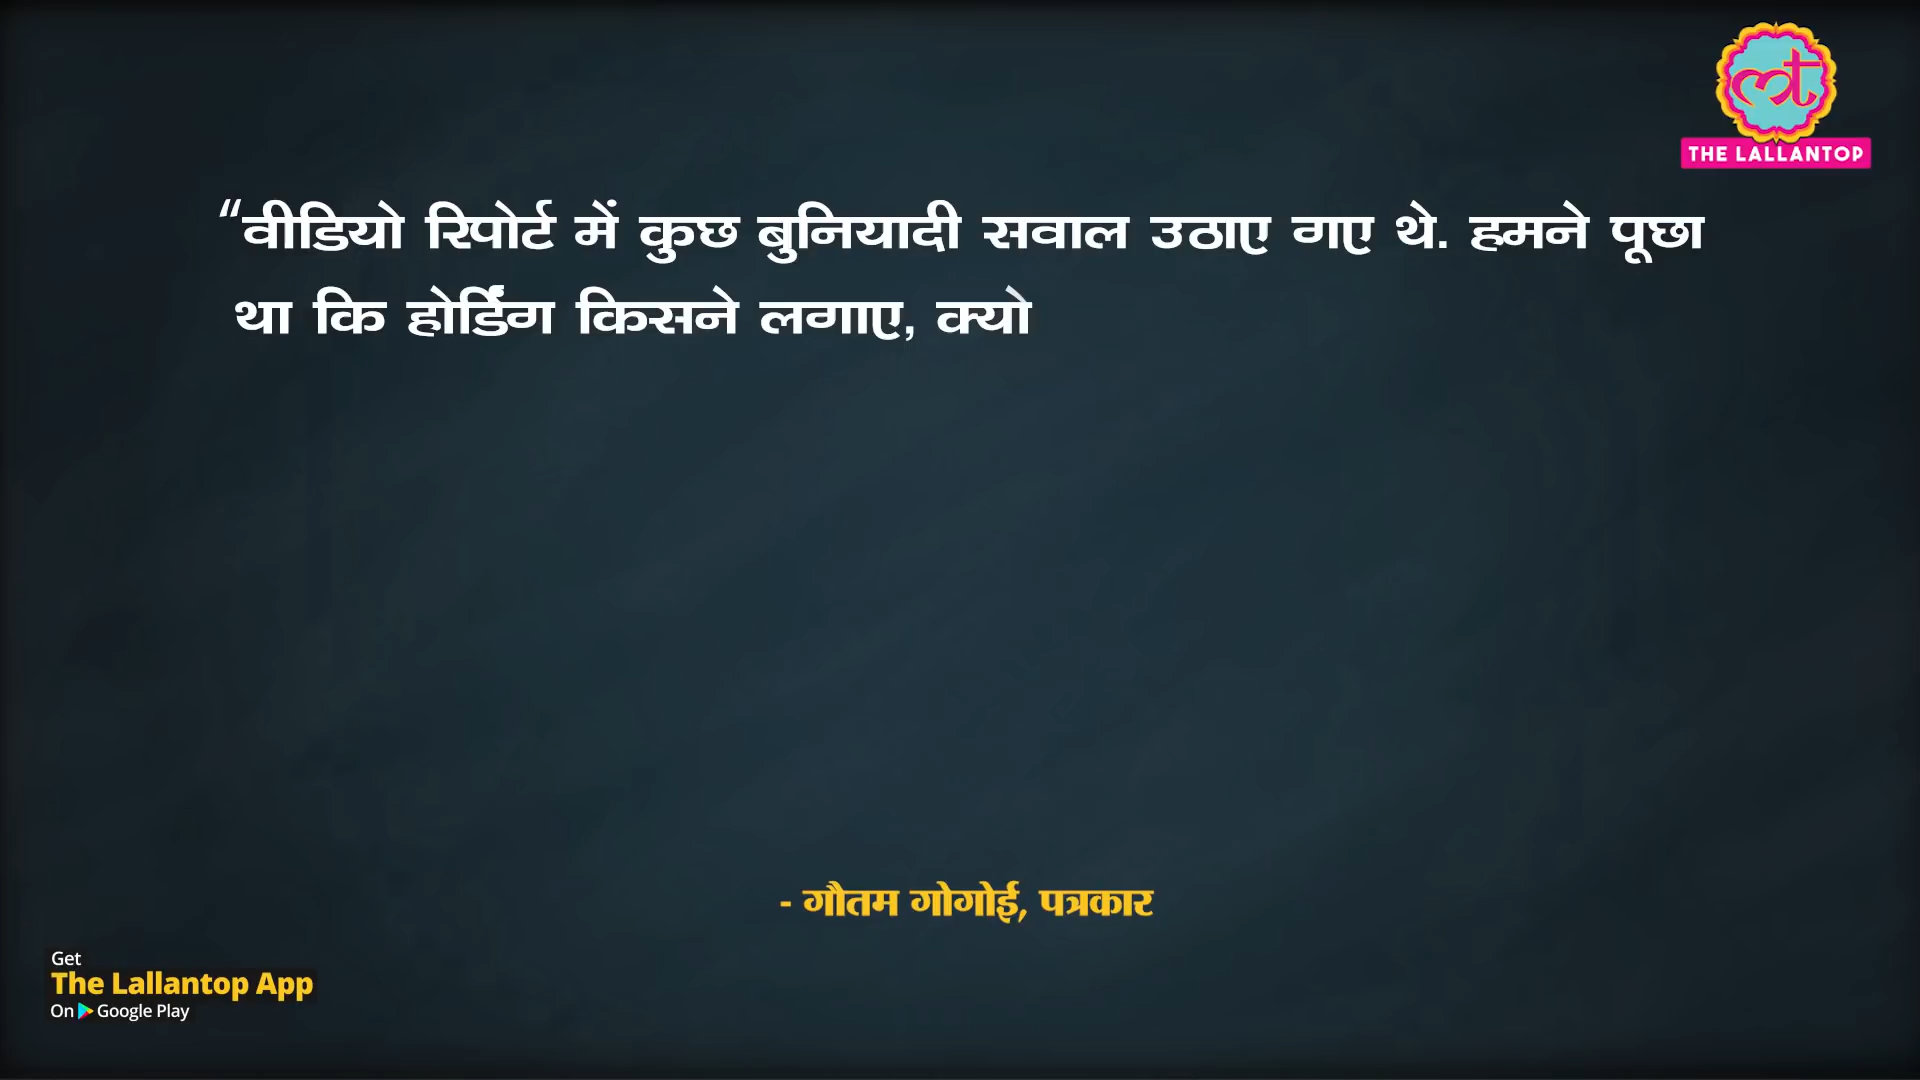 THE LALLANTOP
“वीडियो रिपोर्ट में कुछ बुनियादी सवाल उठाए गए थे. हमने पूछा
था कि होर्डिंग किसने लगाए, क्यो
- गौतम गोगोई, पत्रकार
Get
The Lallantop App
On Google Play